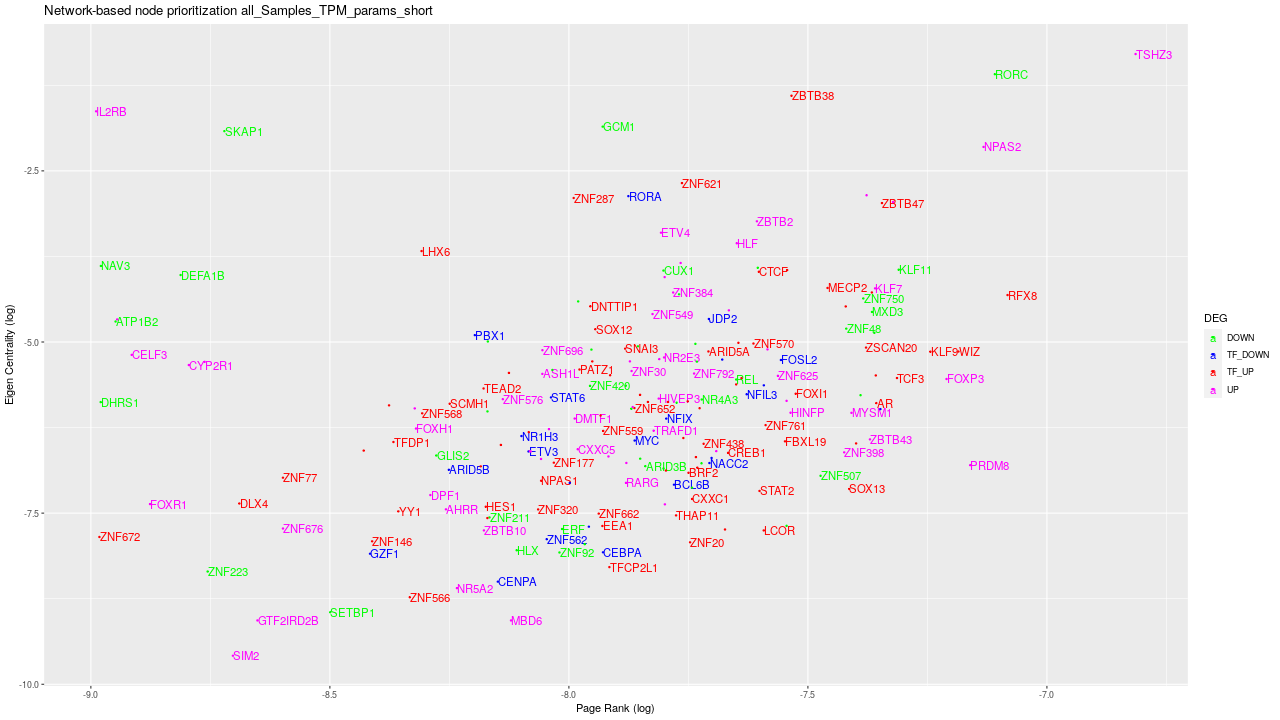 Network-based node prioritization all_Samples_TPM_params_short
TSHZ3
RORC
ZBTB38
IL2RB
GCM1
SKAP1
NPAS2
-2.5
ZNF621
ZNF287
RORA
ZBTB47
ZBTB2
ETV4
HLF
LHX6
NAV3
DEFA1B
CUX1
CTCF
KLF11
MECP2
KLF7
ZNF384
ZNF750
RFX8
DNTTIP1
MXD3
ZNF549
JDP2
ATP1B2
SOX12
ZNF48
PBX1
-5.0
ZNF570
CELF3
ZNF696
SNAI3
ARID5A
ZSCAN20
KLF9
WIZ
NR2E3
FOSL2
CYP2R1
ASH1L
PATZ1
ZNF30
ZNF792
ZNF625
REL
TCF3
FOXP3
TEAD2
ZNF420
NFIL3
FOXI1
DHRS1
SCMH1
ZNF576
STAT6
HIVEP3
NR4A3
AR
ZNF568
ZNF652
HINFP
MYSM1
DMTF1
NFIX
ZNF761
FOXH1
ZNF559
TRAFD1
NR1H3
TFDP1
MYC
ZNF438
FBXL19
ZBTB43
GLIS2
ETV3
CXXC5
CREB1
ZNF398
ARID5B
ZNF177
ARID3B
NACC2
BRF2
PRDM8
ZNF77
NPAS1
RARG
BCL6B
ZNF507
STAT2
SOX13
DPF1
CXXC1
FOXR1
DLX4
YY1
AHRR
HES1
ZNF320
-7.5
ZNF211
ZNF662
THAP11
ZNF676
ZBTB10
ERF
EEA1
LCOR
ZNF672
ZNF146
ZNF562
ZNF20
GZF1
HLX
ZNF92
CEBPA
ZNF223
TFCP2L1
CENPA
NR5A2
ZNF566
SETBP1
GTF2IRD2B
MBD6
SIM2
-10.0
-9.0
-8.5
-8.0
-7.5
-7.0
Page Rank (log)
Eigen Centrality (log)
DEG
a DOWN
a TF_DOWN
a TF_UP
a UP